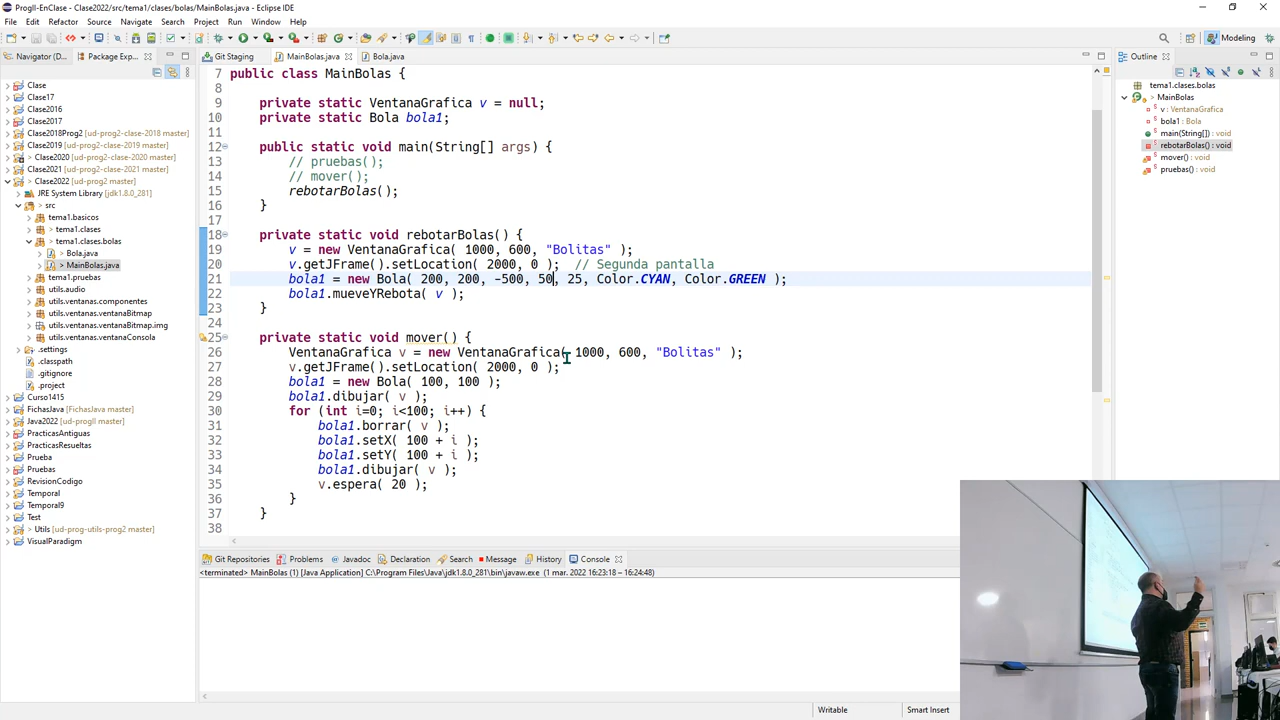 ProgII-EnClase - Clase2022/src/tema1/clases/bolas/MainBolas.java - Eclipse IDE
File Edit Refactor Source Navigate Search Project Run Window Help
Modeling
Navigator (D...
Package Exp...
Git Staging
MainBolas.java
Bola.java
Outline
Clase
Clase17
Clase2016
Clase2017
Clase2018Prog2 [ud-prog2-clase-2018 master]
Clase2019 [ud-prog2-clase-2019 master]
> Clase2020 [ud-prog2-clase-2020 master]
Clase2021 [ud-prog2-clase-2021 master]
> Clase2022 [ud-prog2 master]
JRE System Library [jdk1.8.0_281]
> src
tema1.basicos
> tema1.clases
> tema1.clases.bolas
> Bola.java
> MainBolas.java
tema1.pruebas
utils.audio
utils.ventanas.componentes
utils.ventanas.ventanaBitmap
utils.ventanas.ventanaBitmap.img
utils.ventanas.ventanaConsola
.settings
.classpath
.gitignore
.project
Curso1415
FichasJava [FichasJava master]
Java2022 [ud-progII master]
PracticasAntiguas
PracticasResueltas
Prueba
Pruebas
RevisionCodigo
Temporal
Temporal9
Test
> Utils [ud-prog-utils-prog2 master]
VisualParadigm
7 public class MainBolas {
8
9 private static VentanaGrafica v = null;
10 private static Bola bola1;
11
12 public static void main(String[] args) {
13 // pruebas();
14 // mover();
15 rebotarBolas();
16 }
17
18 private static void rebotarBolas() {
19 v = new VentanaGrafica( 1000, 600, "Bolitas" );
20 v.getJFrame().setLocation( 2000, 0 ); // Segunda pantalla
21 bola1 = new Bola( 200, 200, -500, 50, 25, Color.CYAN, Color.GREEN );
22 bola1.mueveYRebota( v );
23 }
24
25 private static void mover() {
26 VentanaGrafica v = new VentanaGrafica( 1000, 600, "Bolitas" );
27 v.getJFrame().setLocation( 2000, 0 );
28 bola1 = new Bola( 100, 100 );
29 bola1.dibujar( v );
30 for (int i=0; i<100; i++) {
31 bola1.borrar( v );
32 bola1.setX( 100 + i );
33 bola1.setY( 100 + i );
34 bola1.dibujar( v );
35 v.espera( 20 );
36 }
37 }
38
tema1.clases.bolas
MainBolas
v : VentanaGrafica
bola1 : Bola
main(String[]) : void
rebotarBolas() : void
mover() : void
pruebas() : void
Git Repositories
Problems
Javadoc
Declaration
Search
Message
History
Console
<terminated> MainBolas (1) [Java Application] C:\Program Files\Java\jdk1.8.0_281\bin\javaw.exe (1 mar. 2022 16:23:18 – 16:24:48)
Writable
Smart Insert